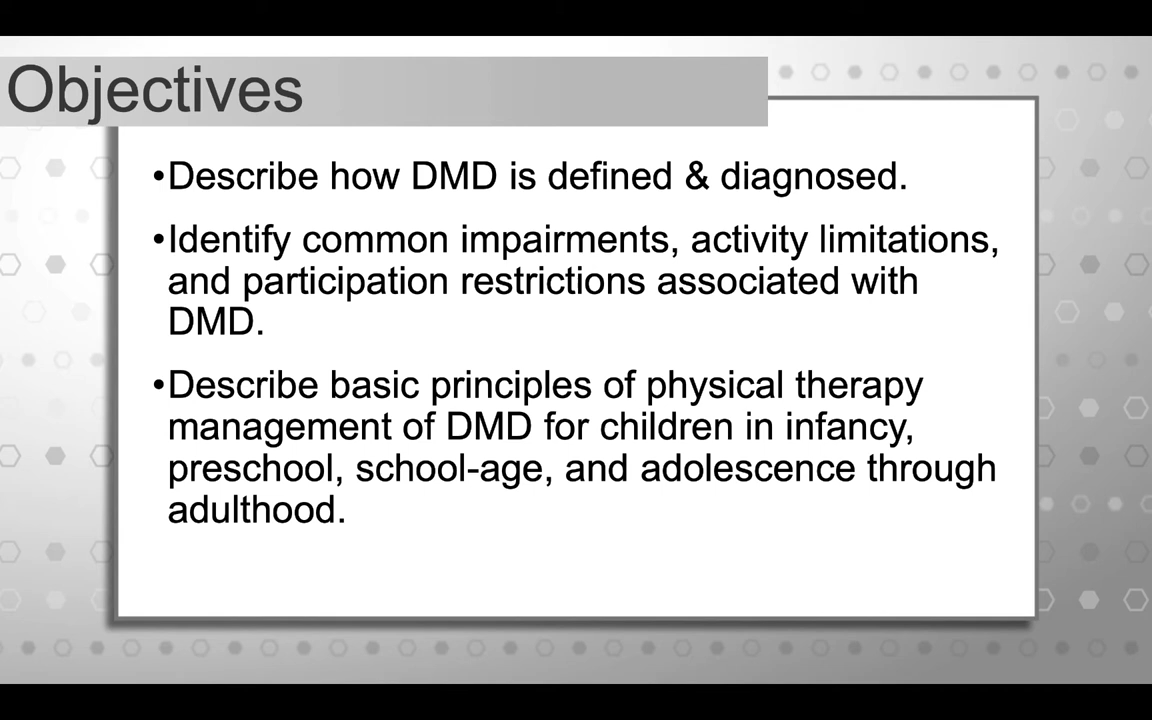 Objectives
•Describe how DMD is defined & diagnosed.
•Identify common impairments, activity limitations,
and participation restrictions associated with
DMD.
•Describe basic principles of physical therapy
management of DMD for children in infancy,
preschool, school-age, and adolescence through
adulthood.